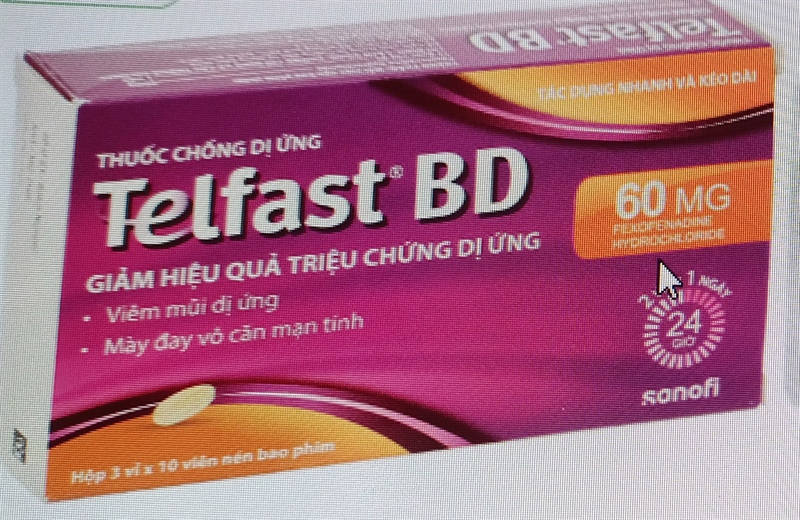 Telfast BD
TÁC DỤNG NHANH VÀ KÉO DÀI
THUỐC CHỐNG DỊ ỨNG
Telfast® BD
60 MG
FEXOFENADINE
HYDROCHLORIDE
GIẢM HIỆU QUẢ TRIỆU CHỨNG DỊ ỨNG
• Viêm mũi dị ứng
• Mày đay vô căn mạn tính
1 NGÀY
24
GIỜ
sanofi
Hộp 3 vỉ x 10 viên nén bao phim